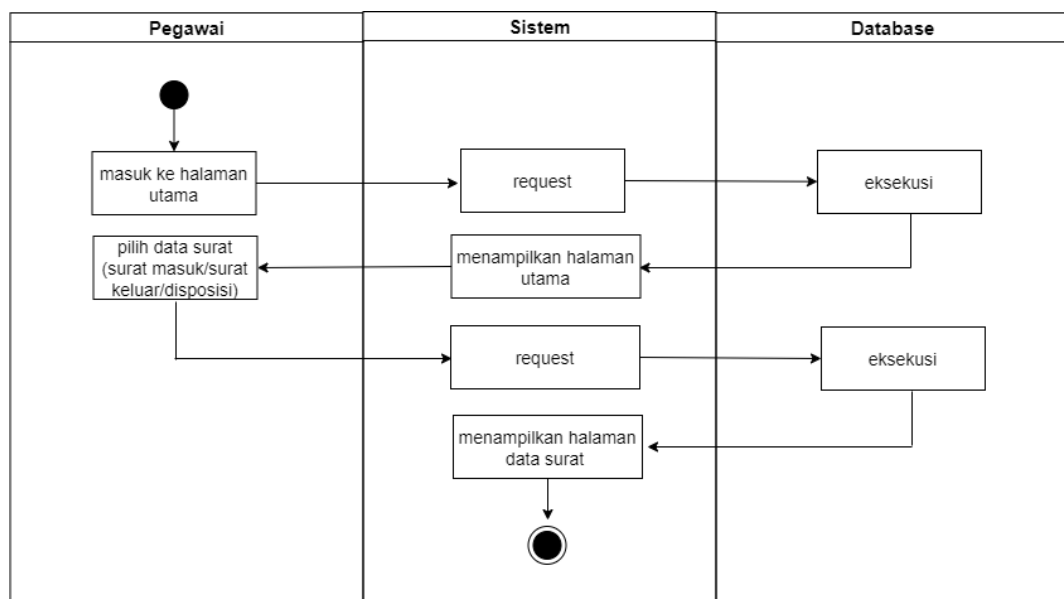 Pegawai
Sistem
Database
masuk ke halaman
utama
request
eksekusi
pilih data surat
(surat masuk/surat
keluar/disposisi)
menampilkan halaman
utama
request
eksekusi
menampilkan halaman
data surat